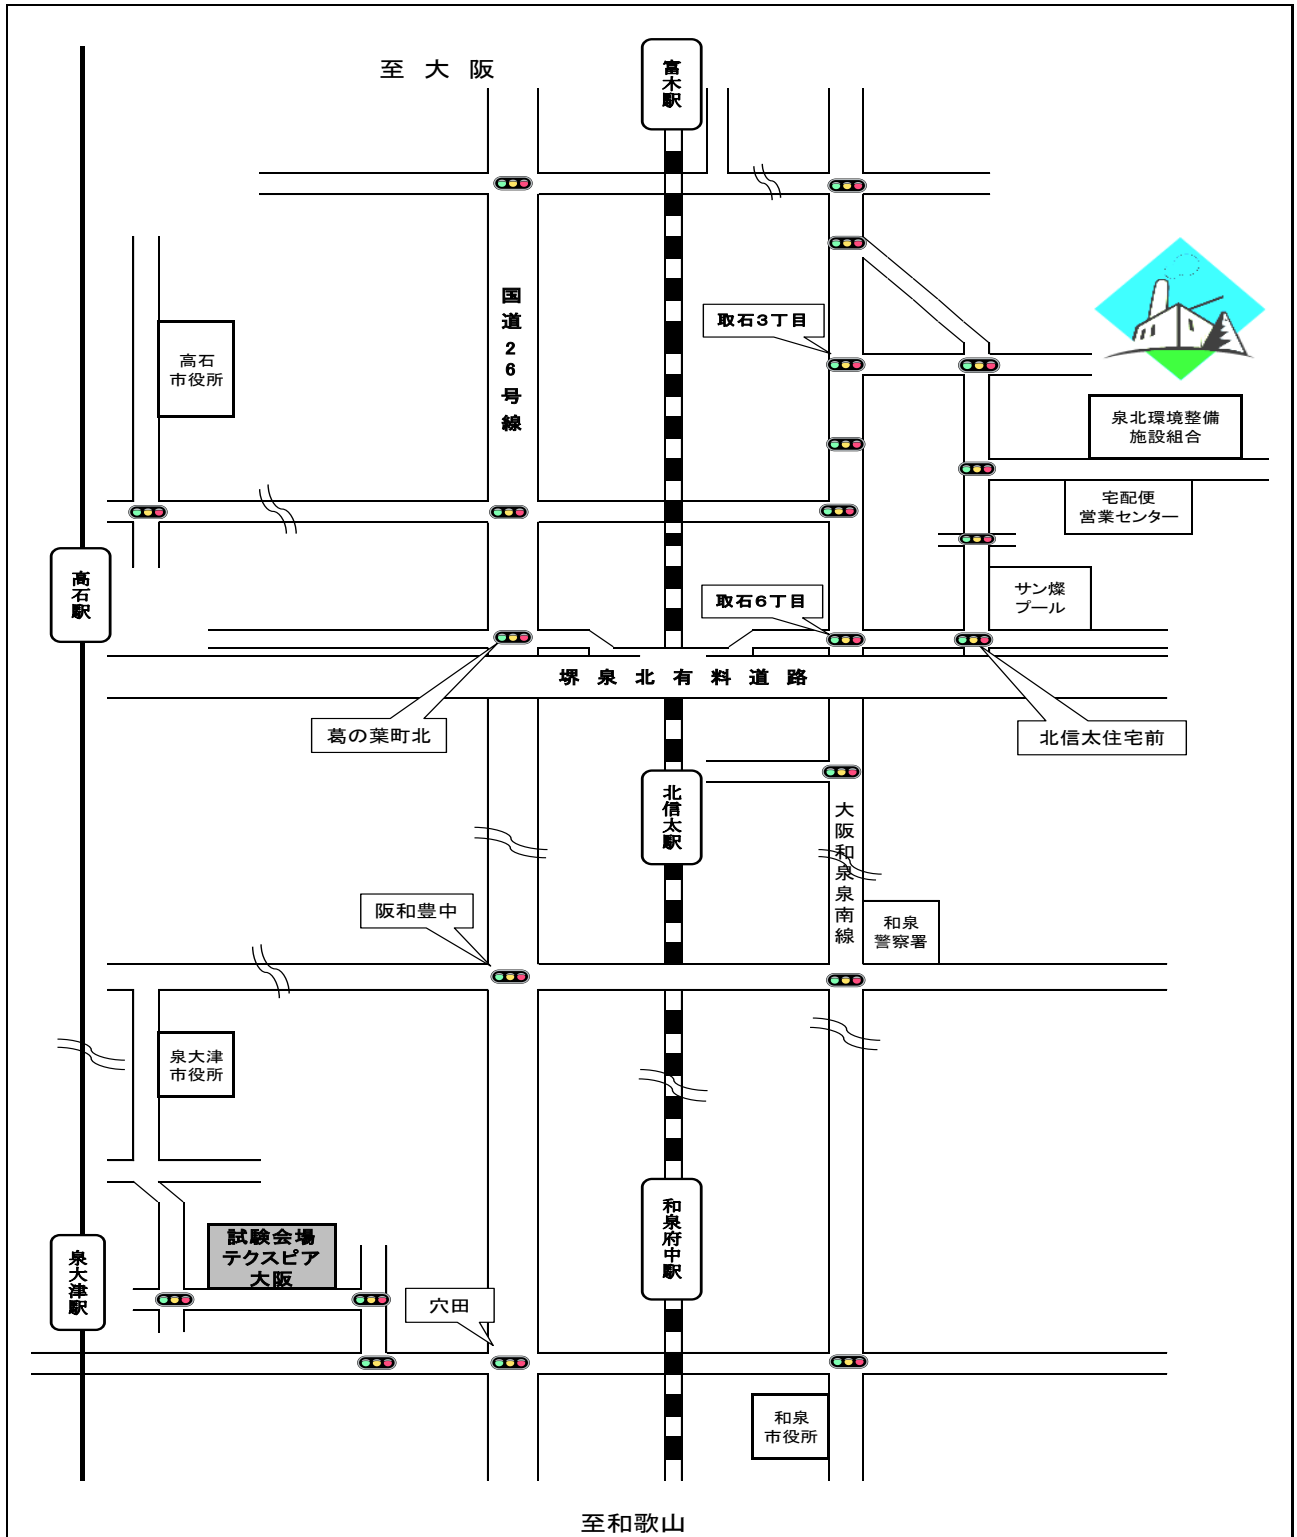 至大阪
富木駅
国道26号線
取石3丁目
高石
市役所
泉北環境整備
施設組合
宅配便
営業センター
高石駅
サン燦
プール
取石6丁目
堺泉北有料道路
葛の葉町北
北信太住宅前
北信太駅
大阪和泉泉南線
阪和豊中
和泉
警察署
泉大津
市役所
和泉府中駅
試験会場
テクスピア
大阪
泉大津駅
穴田
和泉
市役所
至和歌山